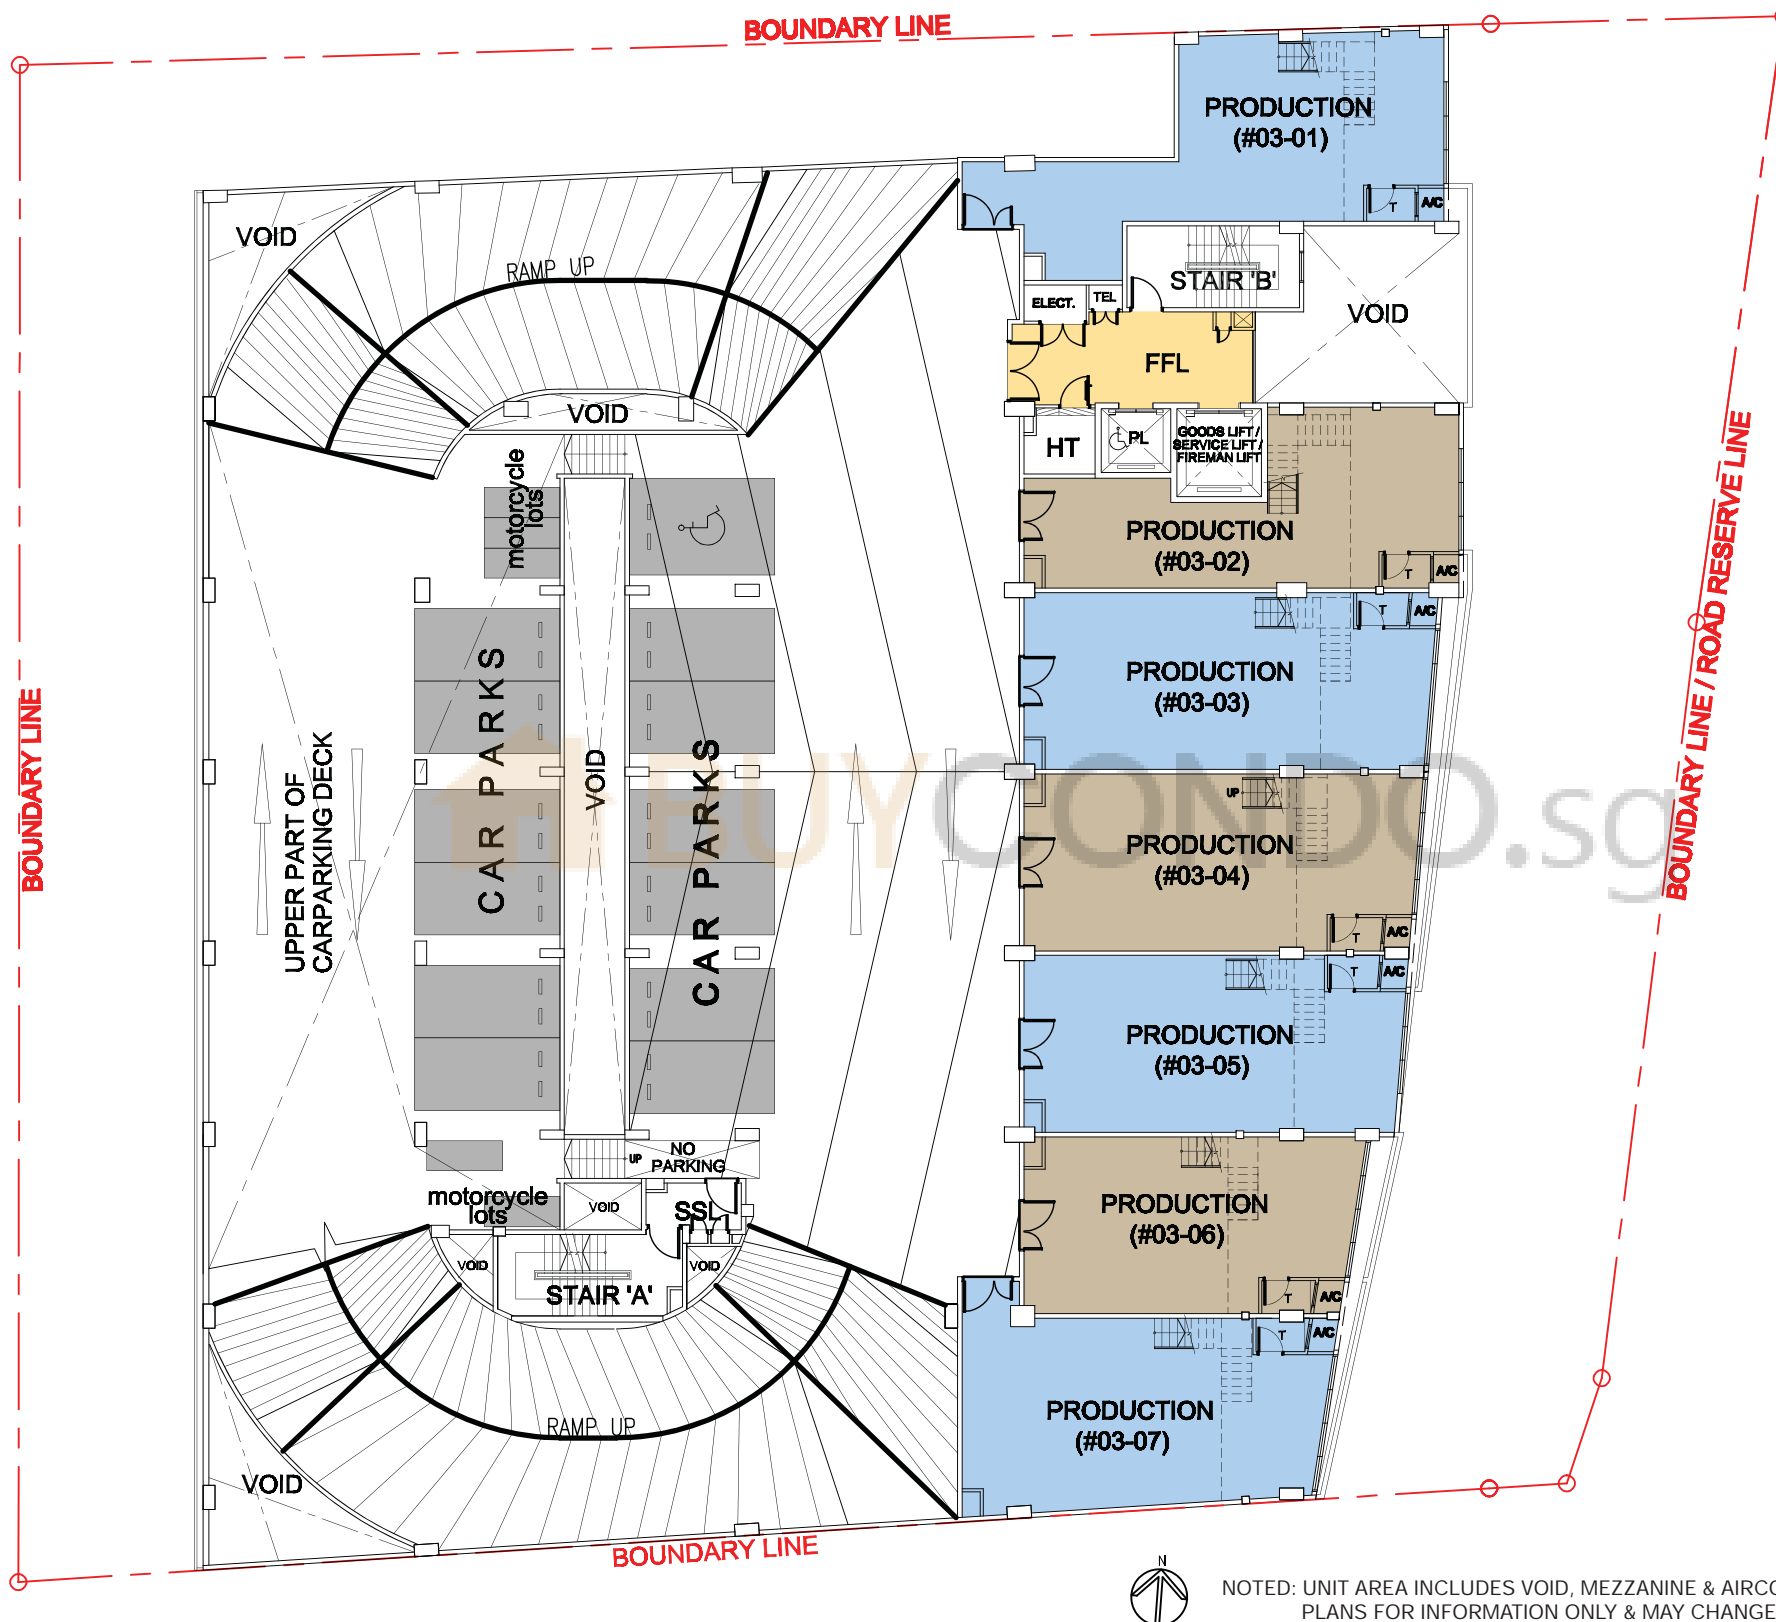 BOUNDARY LINE
PRODUCTION
(#03-01)
T
A/C
VOID
RAMP UP
STAIR 'B'
ELECT.
TEL
VOID
FFL
VOID
HT
PL
GOODS LIFT /
SERVICE LIFT /
FIREMAN LIFT
motorcycle
lots
PRODUCTION
(#03-02)
T
A/C
BOUNDARY LINE / ROAD RESERVE LINE
T
A/C
PRODUCTION
(#03-03)
BOUNDARY LINE
UPPER PART OF
CARPARKING DECK
CAR PARKS
VOID
CAR PARKS
BUYCONDO.sg
UP
PRODUCTION
(#03-04)
T
A/C
T
A/C
PRODUCTION
(#03-05)
NO
PARKING
UP
motorcycle
lots
VOID
SSL
PRODUCTION
(#03-06)
VOID
VOID
STAIR 'A'
T
A/C
T
A/C
RAMP UP
PRODUCTION
(#03-07)
VOID
BOUNDARY LINE
N
NOTED: UNIT AREA INCLUDES VOID, MEZZANINE & AIRCO
PLANS FOR INFORMATION ONLY & MAY CHANGE